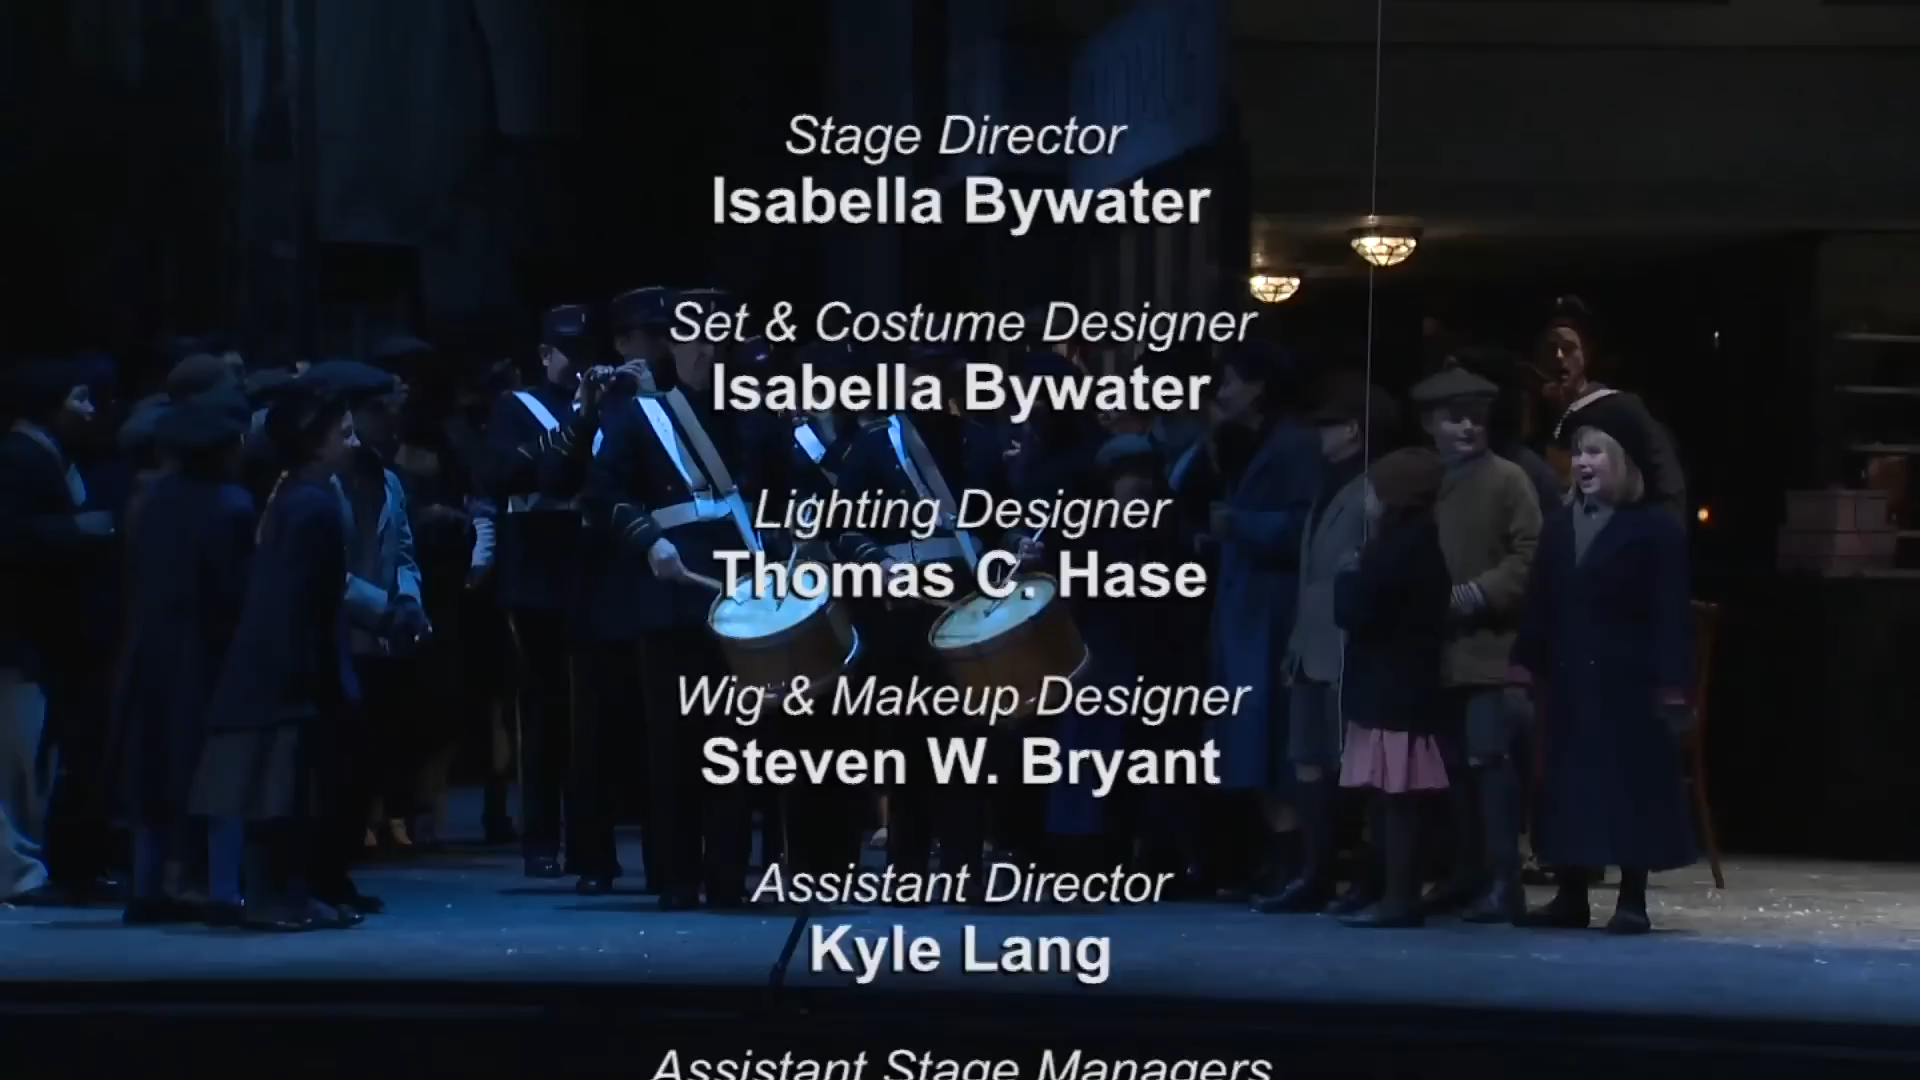 Stage Director
Isabella Bywater
Set & Costume Designer
Isabella Bywater
Lighting Designer
Thomas C. Hase
Wig & Makeup Designer
Steven W. Bryant
Assistant Director
Kyle Lang
Assistant Stage Managers